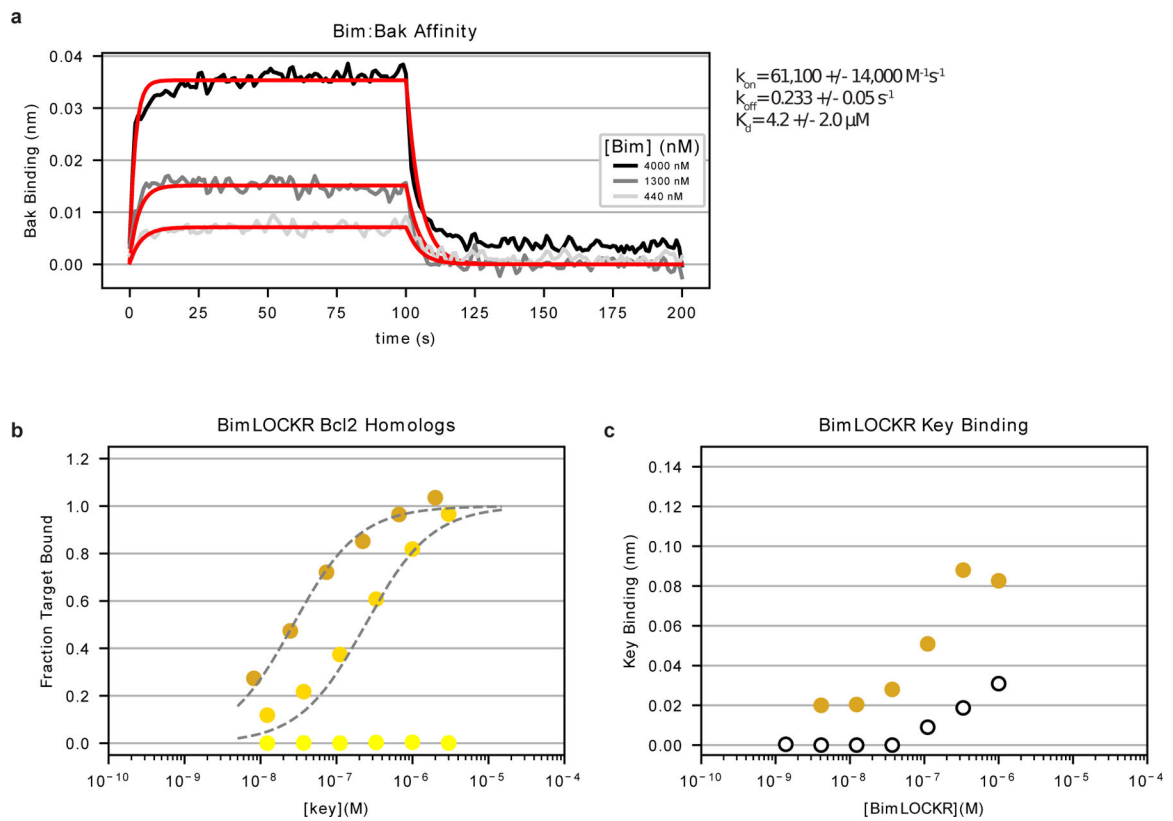 a
Bim:Bak Affinity
0.04
0.03
0.02
0.01
0.00
Bak Binding (nm)
[Bim] (nM)
4000 nM
1300 nM
440 nM
0 25 50 75 100 125 150 175 200
time (s)
kon=61,100 +/- 14,000 M⁻¹s⁻¹
koff=0.233 +/- 0.05 s⁻¹
Kd=4.2 +/- 2.0 µM
b
BimLOCKR Bcl2 Homologs
1.2
1.0
0.8
0.6
0.4
0.2
0.0
Fraction Target Bound
10⁻¹⁰ 10⁻⁹ 10⁻⁸ 10⁻⁷ 10⁻⁶ 10⁻⁵ 10⁻⁴
[key](M)
c
BimLOCKR Key Binding
0.14
0.12
0.10
0.08
0.06
0.04
0.02
0.00
Key Binding (nm)
10⁻¹⁰ 10⁻⁹ 10⁻⁸ 10⁻⁷ 10⁻⁶ 10⁻⁵ 10⁻⁴
[BimLOCKR](M)